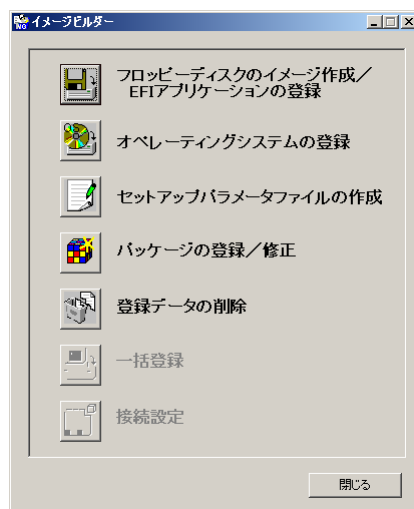 イメージビルダー
フロッピーディスクのイメージ作成／
EFIアプリケーションの登録
オペレーティングシステムの登録
セットアップパラメータファイルの作成
パッケージの登録／修正
登録データの削除
一括登録
接続設定
閉じる